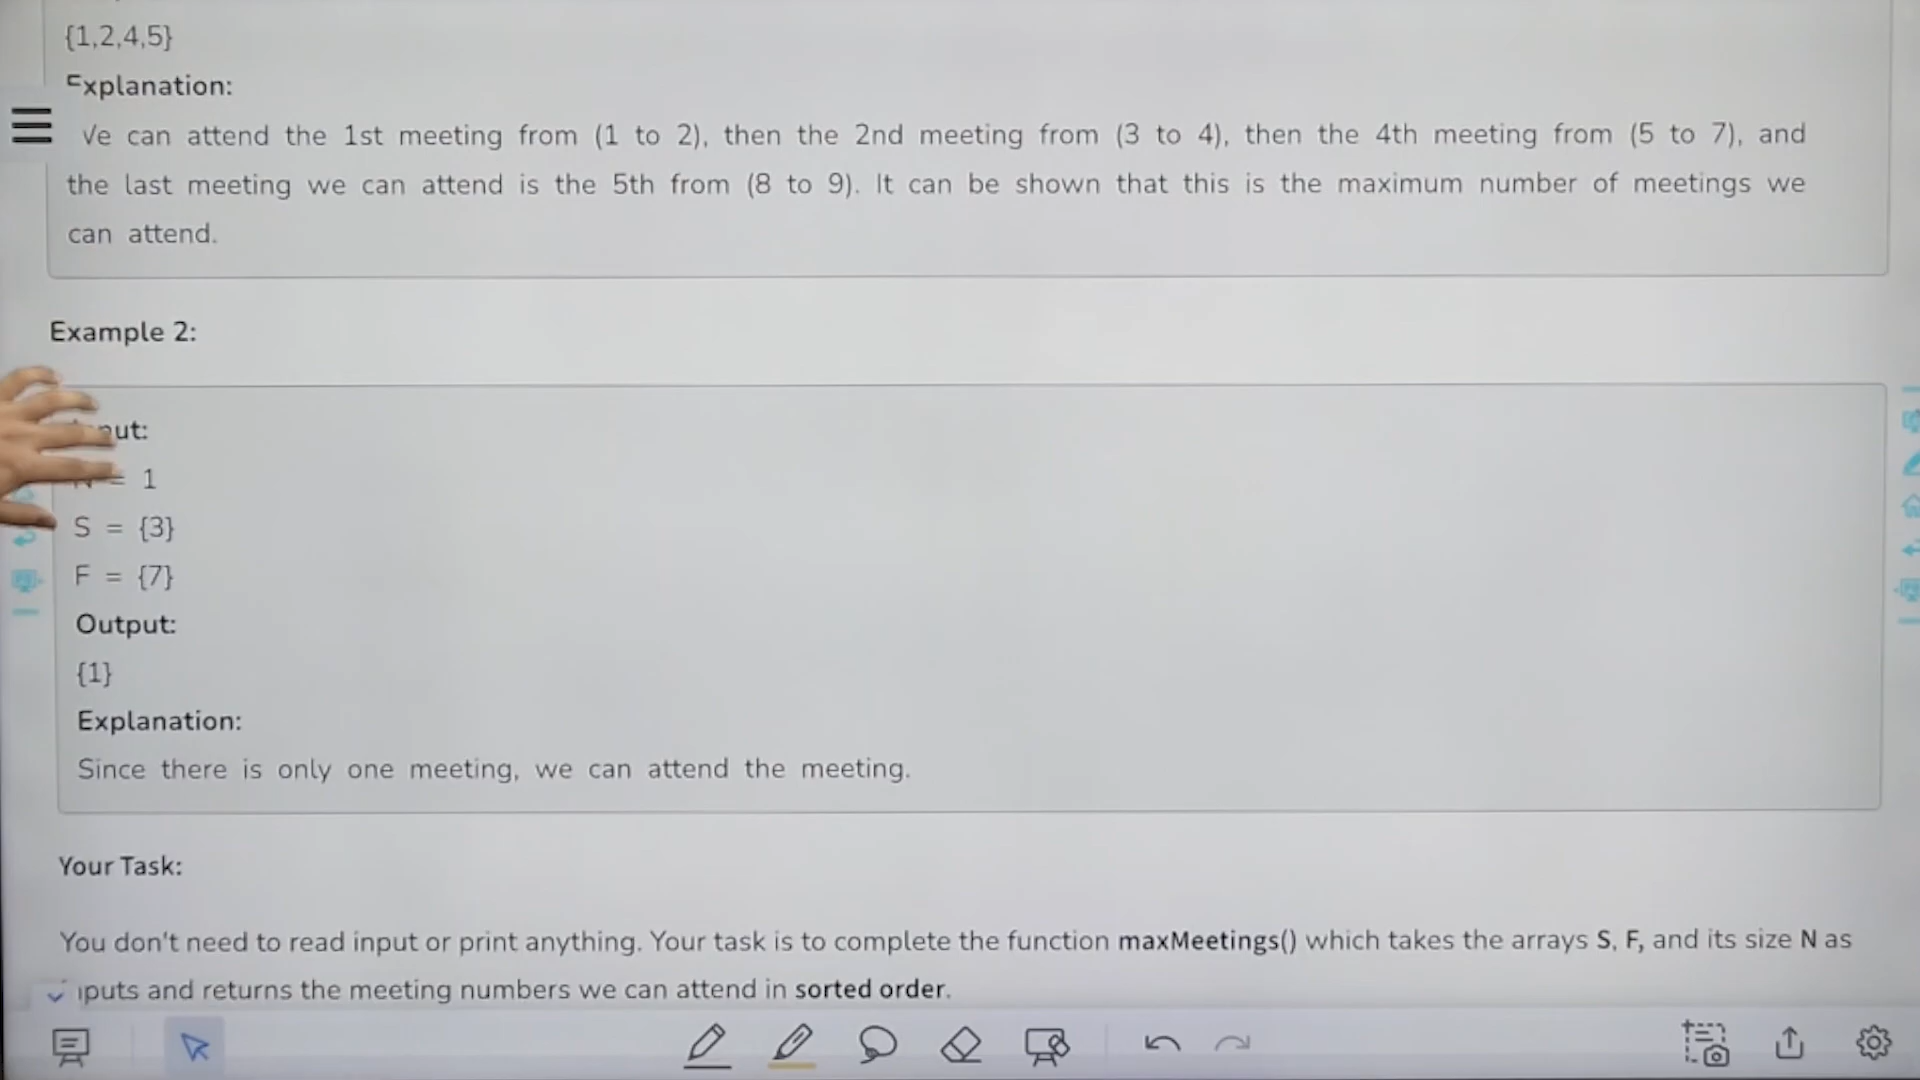 {1,2,4,5}
Explanation:
can attend the 1st meeting from (1 to 2), then the 2nd meeting from (3 to 4), then the 4th meeting from (5 to 7), and
the last meeting we can attend is the 5th from (8 to 9). It can be shown that this is the maximum number of meetings we
can attend.
Example 2:
= 1
S = {3}
F = {7}
Output:
{1}
Explanation:
Since there is only one meeting, we can attend the meeting.
Your Task:
You don't need to read input or print anything. Your task is to complete the function maxMeetings() which takes the arrays S, F, and its size N as
and returns the meeting numbers we can attend in sorted order.